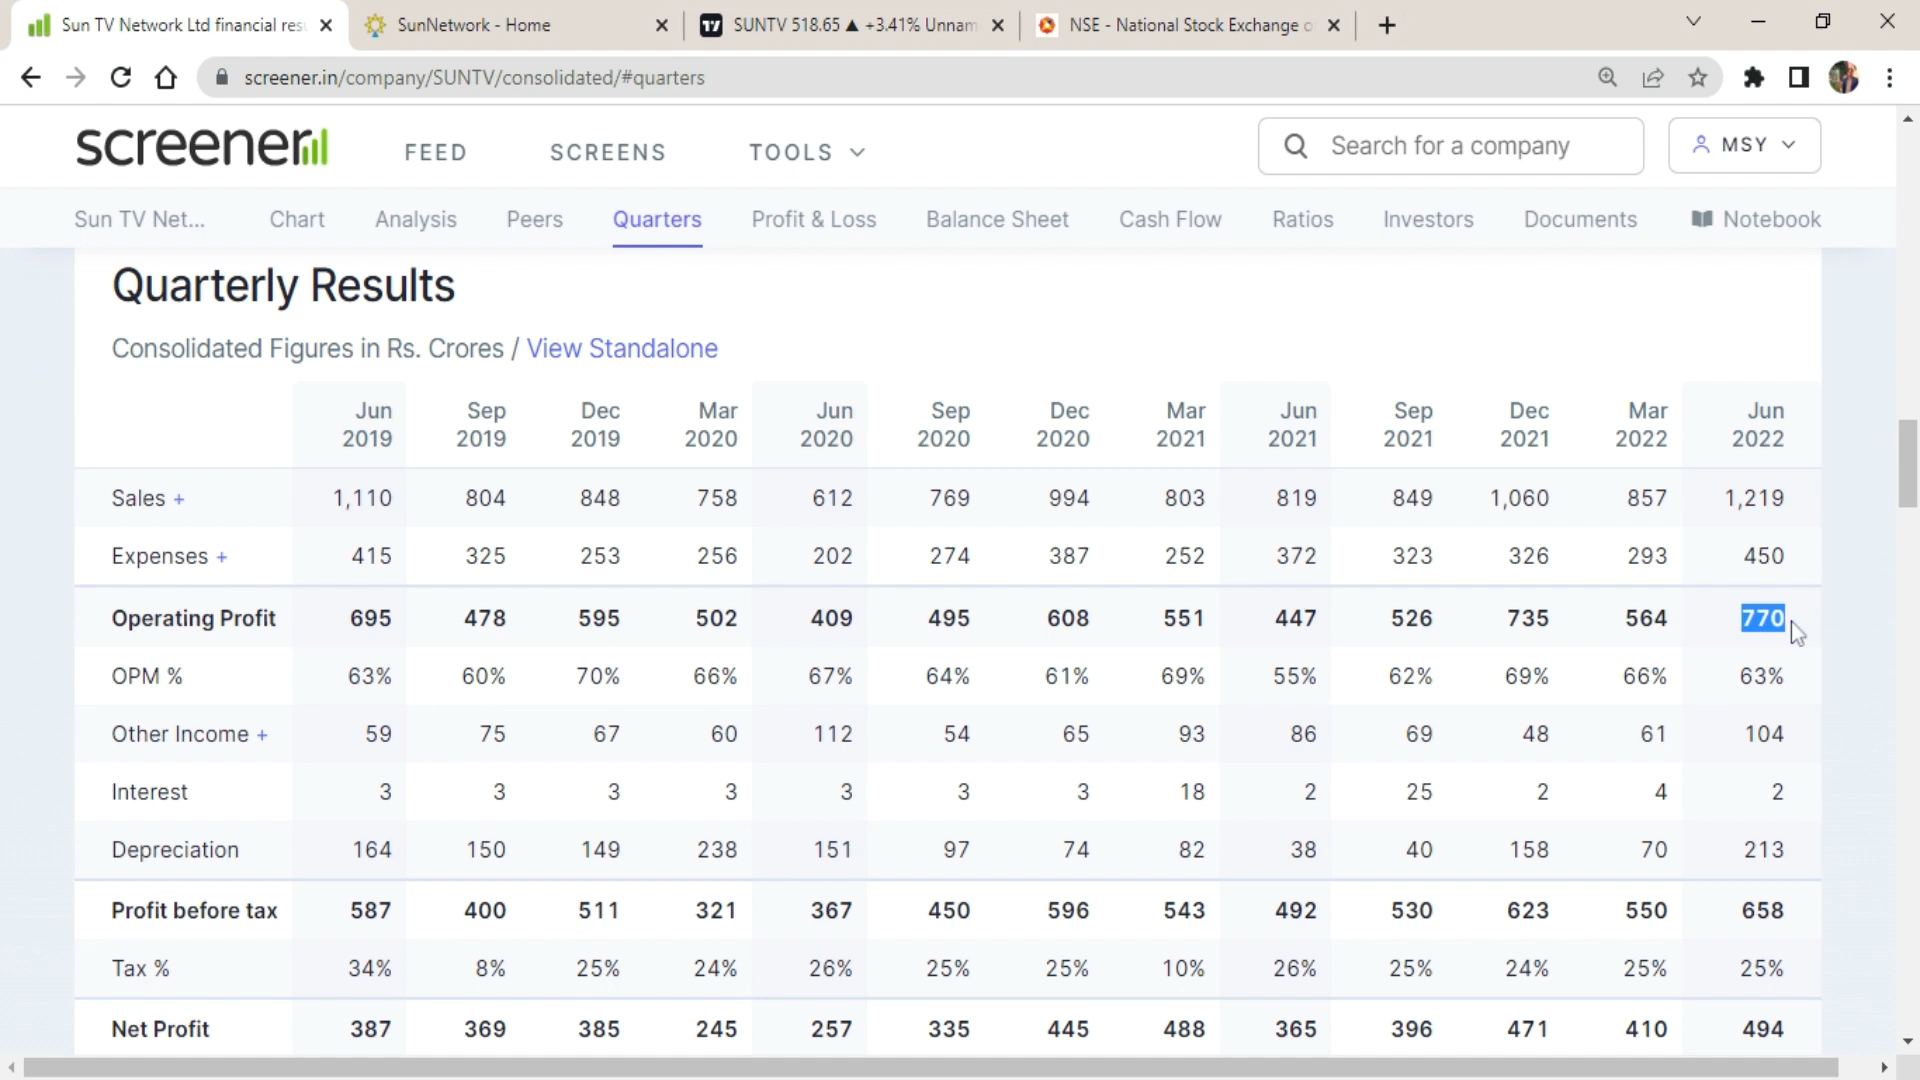 Sun TV Network Ltd financial res
SunNetwork - Home
SUNTV 518.65 ▲ +3.41% Unnam
NSE - National Stock Exchange o
screener.in/company/SUNTV/consolidated/#quarters
screener
FEED
SCREENS
TOOLS
Search for a company
MSY
Sun TV Net... Chart Analysis Peers Quarters Profit & Loss Balance Sheet Cash Flow Ratios Investors Documents Notebook
Quarterly Results
Consolidated Figures in Rs. Crores / View Standalone
Jun Sep Dec Mar Jun Sep Dec Mar Jun Sep Dec Mar Jun
2019 2019 2019 2020 2020 2020 2020 2021 2021 2021 2021 2022 2022
Sales + 1,110 804 848 758 612 769 994 803 819 849 1,060 857 1,219
Expenses + 415 325 253 256 202 274 387 252 372 323 326 293 450
Operating Profit 695 478 595 502 409 495 608 551 447 526 735 564 770
OPM % 63% 60% 70% 66% 67% 64% 61% 69% 55% 62% 69% 66% 63%
Other Income + 59 75 67 60 112 54 65 93 86 69 48 61 104
Interest 3 3 3 3 3 3 3 18 2 25 2 4 2
Depreciation 164 150 149 238 151 97 74 82 38 40 158 70 213
Profit before tax 587 400 511 321 367 450 596 543 492 530 623 550 658
Tax % 34% 8% 25% 24% 26% 25% 25% 10% 26% 25% 24% 25% 25%
Net Profit 387 369 385 245 257 335 445 488 365 396 471 410 494